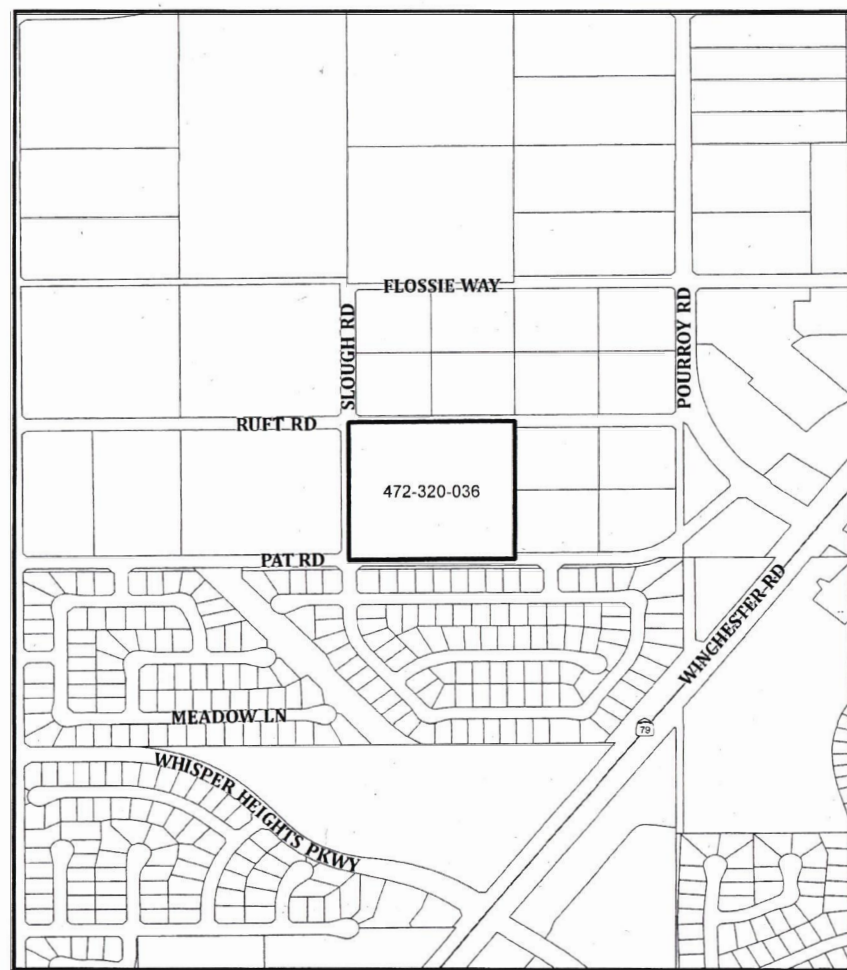 FLOSSIE WAY
SLOUGH RD
POURROY RD
RUFT RD
472-320-036
PAT RD
WINCHESTER RD
MEADOW LN
79
WHISPER HEIGHTS PKWY